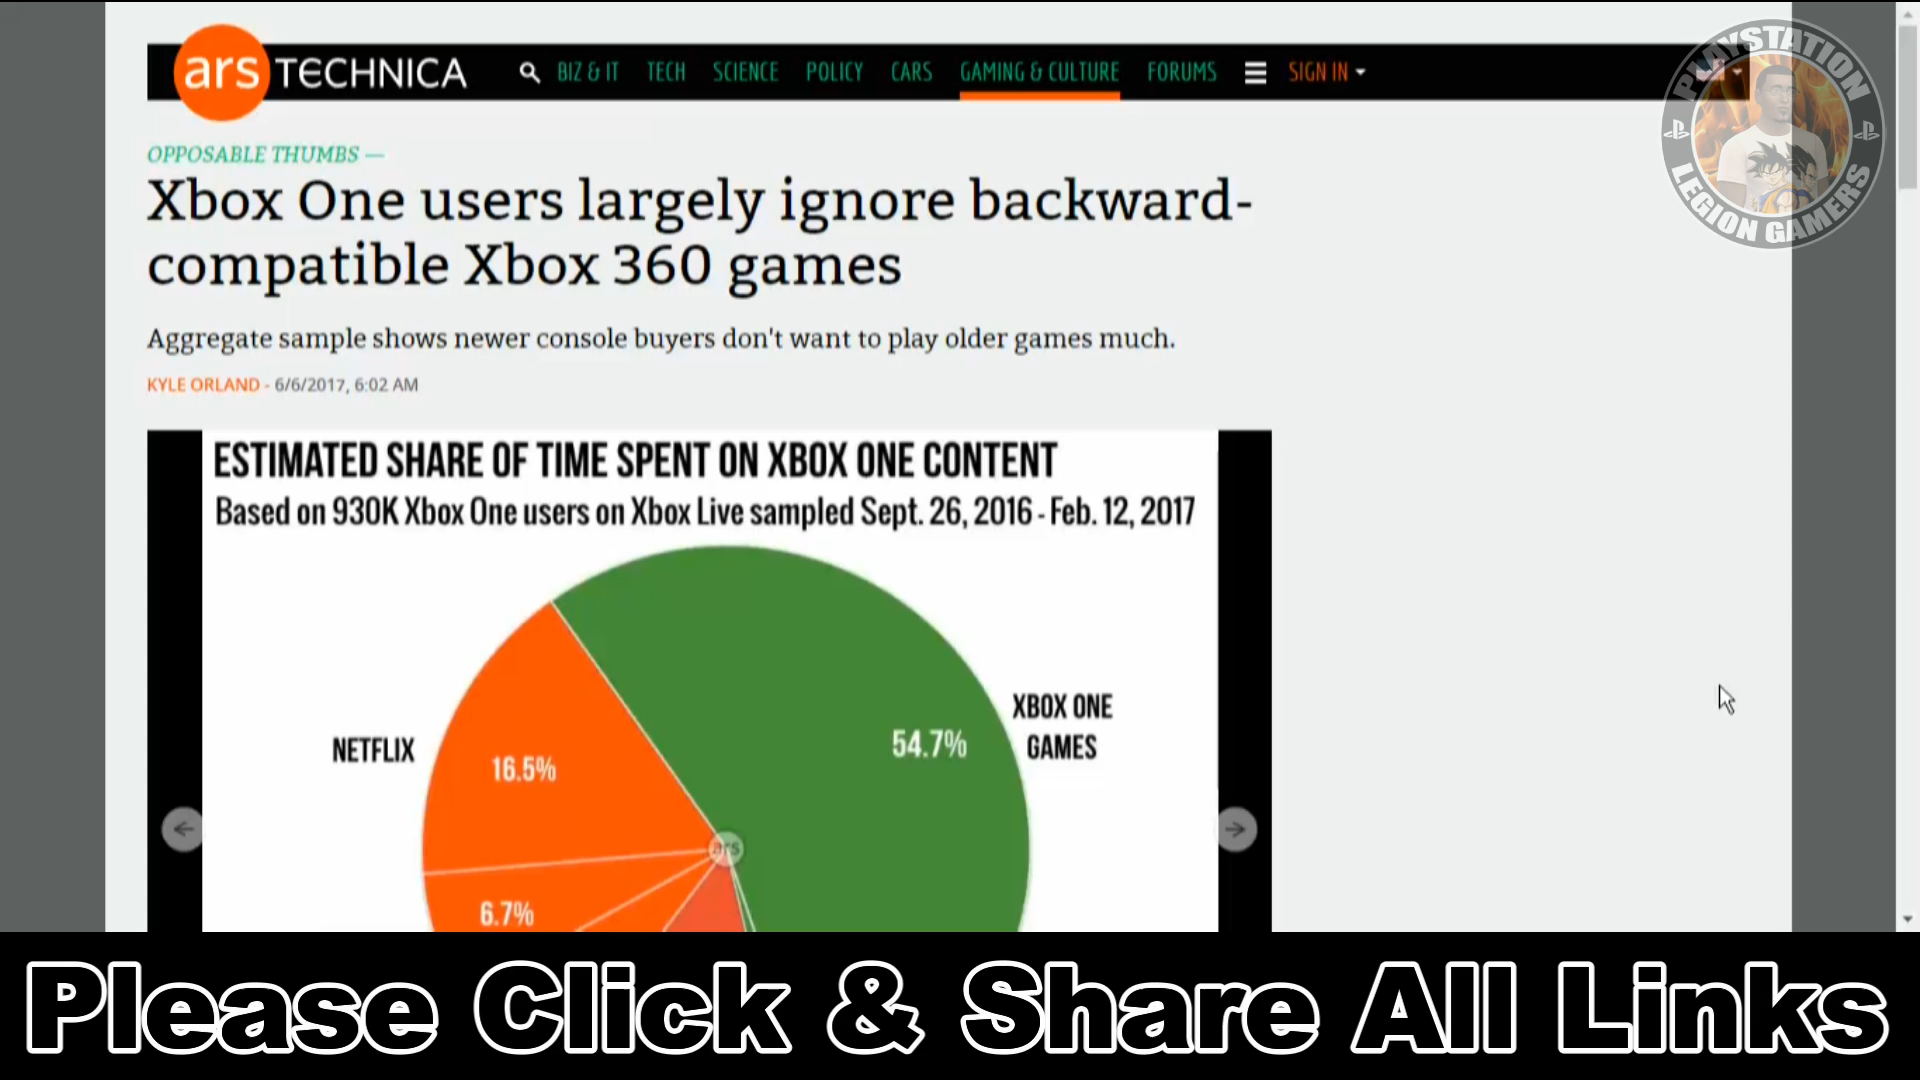 ars TECHNICA
BIZ & IT TECH SCIENCE POLICY CARS GAMING & CULTURE FORUMS SIGN IN
PLAYSTATION
LEGION GAMERS
OPPOSABLE THUMBS —
Xbox One users largely ignore backward-
compatible Xbox 360 games
Aggregate sample shows newer console buyers don't want to play older games much.
KYLE ORLAND - 6/6/2017, 6:02 AM
ESTIMATED SHARE OF TIME SPENT ON XBOX ONE CONTENT
Based on 930K Xbox One users on Xbox Live sampled Sept. 26, 2016 - Feb. 12, 2017
XBOX ONE
GAMES
54.7%
NETFLIX
16.5%
ars
6.7%
Please Click & Share All Links